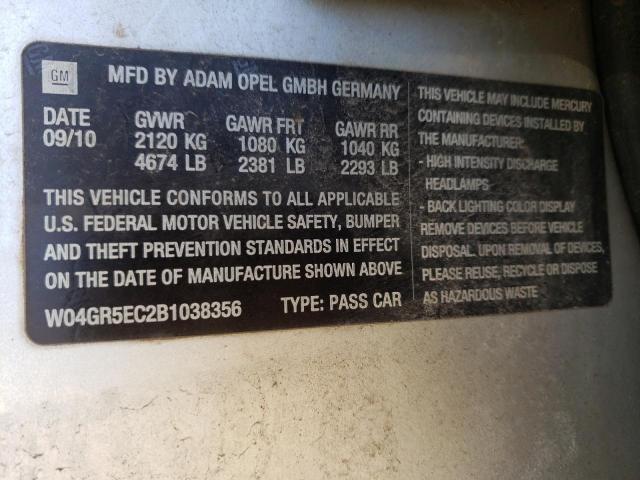 GM
MFD BY ADAM OPEL GMBH GERMANY
DATE GVWR GAWR FRT GAWR RR
09/10 2120 KG 1080 KG 1040 KG
4674 LB 2381 LB 2293 LB
THIS VEHICLE CONFORMS TO ALL APPLICABLE
U.S. FEDERAL MOTOR VEHICLE SAFETY, BUMPER
AND THEFT PREVENTION STANDARDS IN EFFECT
ON THE DATE OF MANUFACTURE SHOWN ABOVE
W04GR5EC2B1038356 TYPE: PASS CAR
THIS VEHICLE MAY INCLUDE MERCURY
CONTAINING DEVICES INSTALLED BY
THE MANUFACTURER:
- HIGH INTENSITY DISCHARGE
HEADLAMPS
- BACK LIGHTING COLOR DISPLAY
REMOVE DEVICES BEFORE VEHICLE
DISPOSAL. UPON REMOVAL OF DEVICES,
PLEASE REUSE, RECYCLE OR DISPOSE
AS HAZARDOUS WASTE